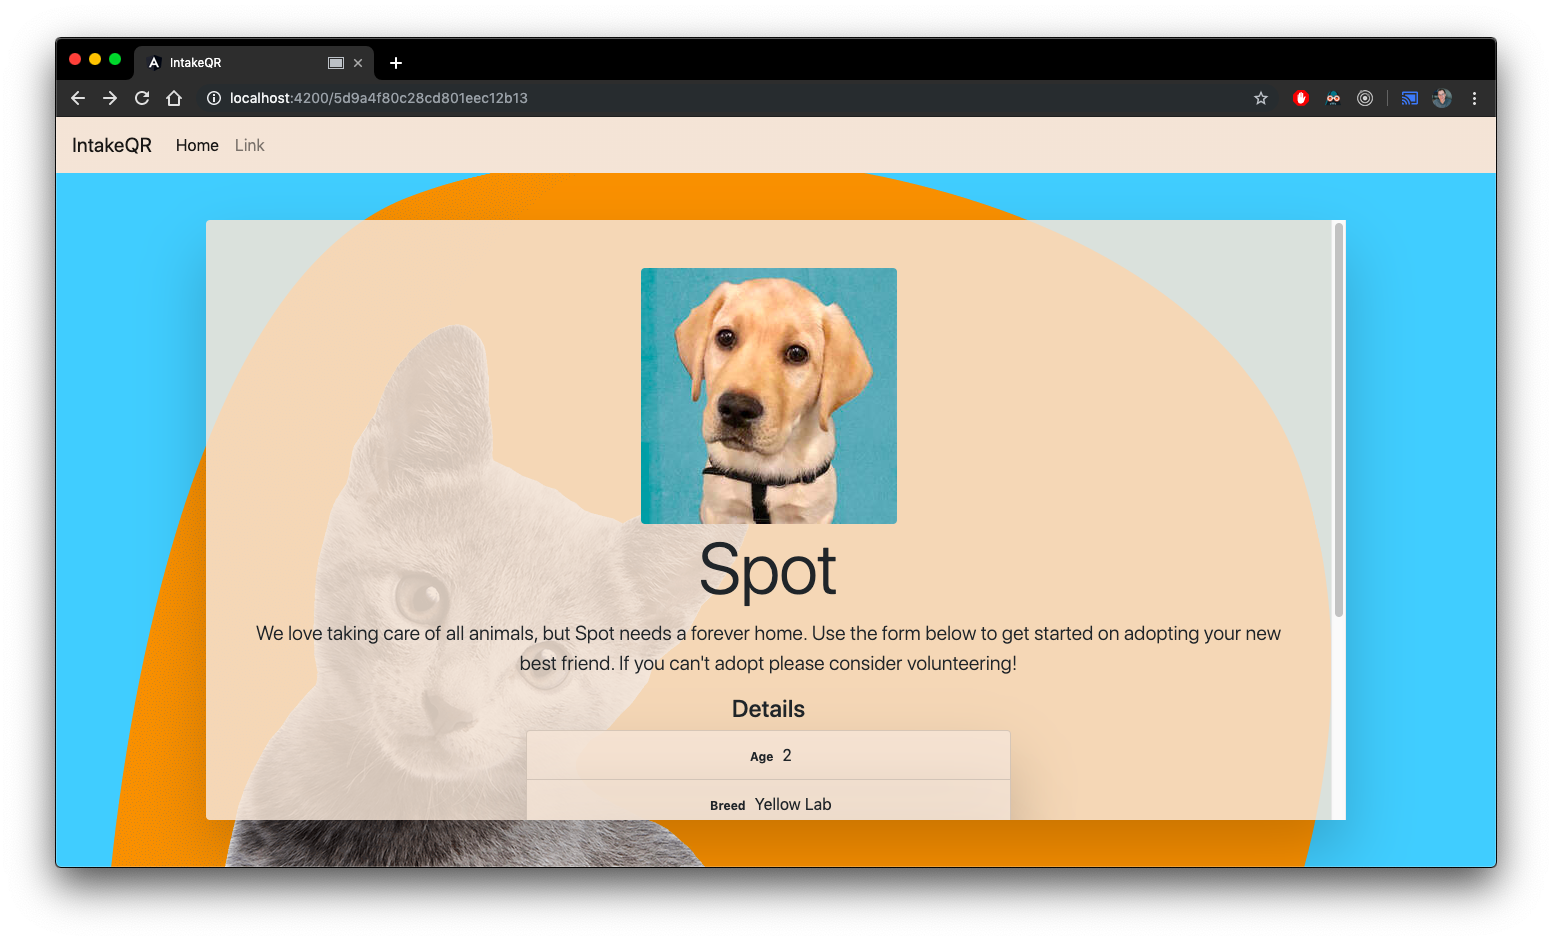 IntakeQR
localhost:4200/5d9a4f80c28cd801eec12b13
IntakeQR Home Link
Spot
We love taking care of all animals, but Spot needs a forever home. Use the form below to get started on adopting your new
best friend. If you can't adopt please consider volunteering!
Details
Age 2
Breed Yellow Lab